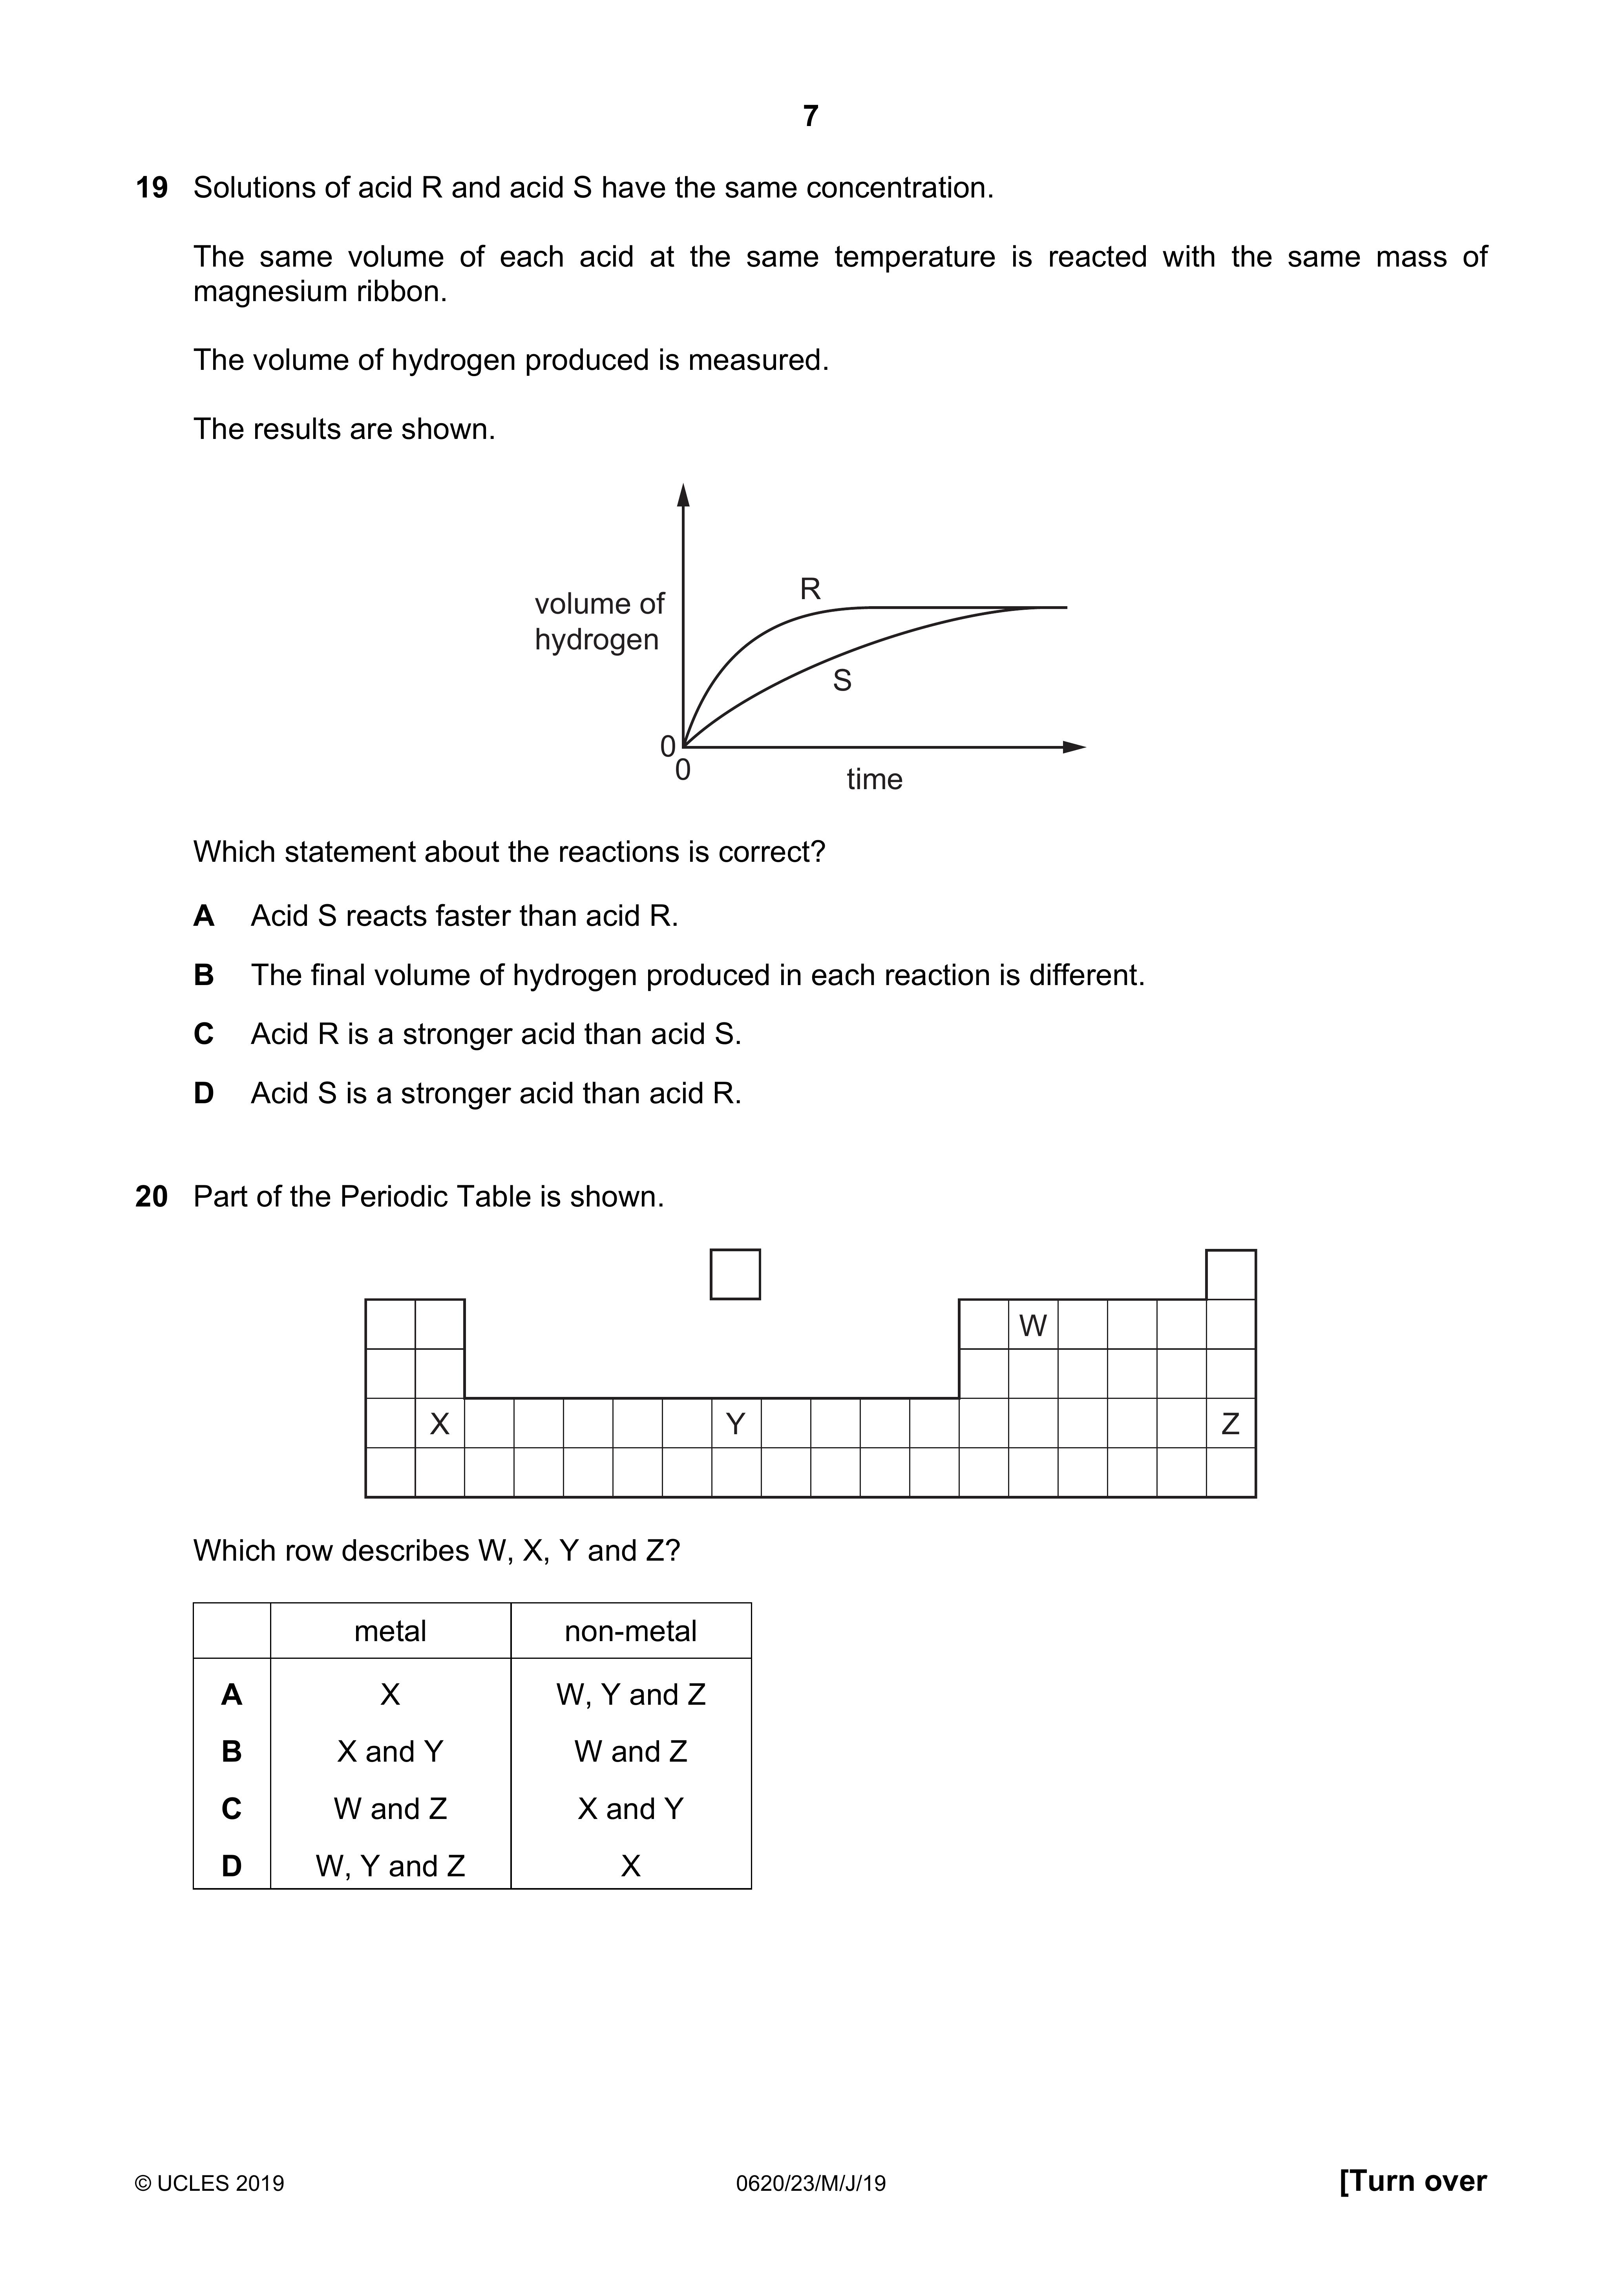 7
19 Solutions of acid R and acid S have the same concentration.
The same volume of each acid at the same temperature is reacted with the same mass of
magnesium ribbon.
The volume of hydrogen produced is measured.
The results are shown.
R
volume of
hydrogen
S
0
0
time
Which statement about the reactions is correct?
A Acid S reacts faster than acid R.
B The final volume of hydrogen produced in each reaction is different.
C Acid R is a stronger acid than acid S.
D Acid S is a stronger acid than acid R.
20 Part of the Periodic Table is shown.
W
X Y Z
Which row describes W, X, Y and Z?
metal non-metal
A X W, Y and Z
B X and Y W and Z
C W and Z X and Y
D W, Y and Z X
© UCLES 2019 0620/23/M/J/19 [Turn over